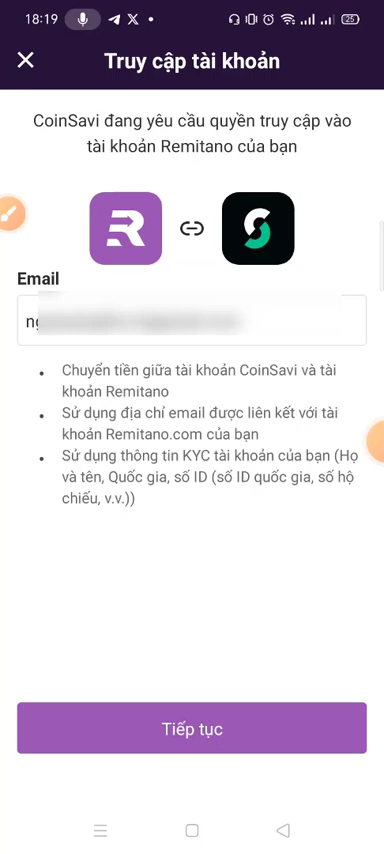 18:19
25
Truy cập tài khoản
CoinSavi đang yêu cầu quyền truy cập vào
tài khoản Remitano của bạn
Email
• Chuyển tiền giữa tài khoản CoinSavi và tài
khoản Remitano
• Sử dụng địa chỉ email được liên kết với tài
khoản Remitano.com của bạn
• Sử dụng thông tin KYC tài khoản của bạn (Họ
và tên, Quốc gia, số ID (số ID quốc gia, số hộ
chiếu, v.v.))
Tiếp tục